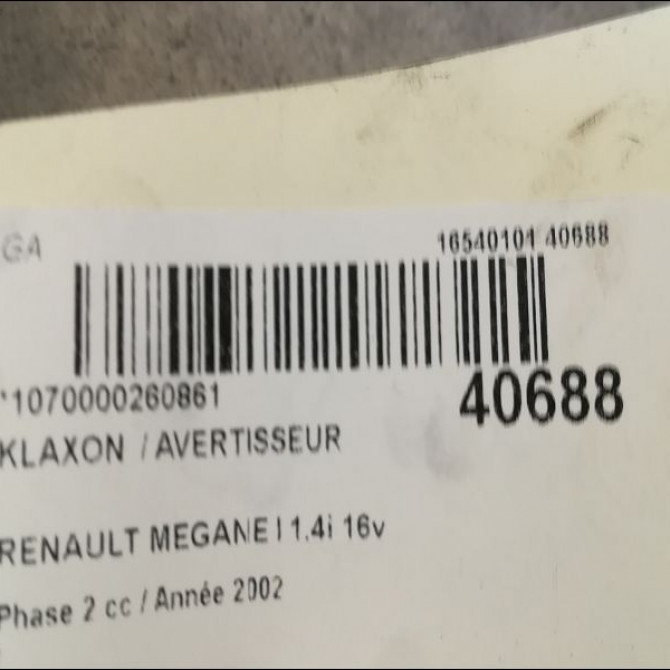 GA
16540101 40688
*1070000260861
40688
KLAXON / AVERTISSEUR
RENAULT MEGANE I 1.4i 16v
Phase 2 cc / Année 2002